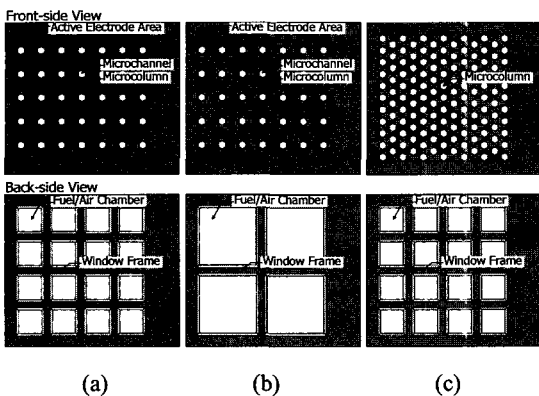 Front-side View
Active Electrode Area
Active Electrode Area
Microchannel
Microchannel
Microcolumn
Microcolumn
Microcolumn
Back-side View
Fuel/Air Chamber
Fuel/Air Chamber
Fuel/Air Chamber
Window Frame
Window Frame
Window Frame
(a)
(b)
(c)